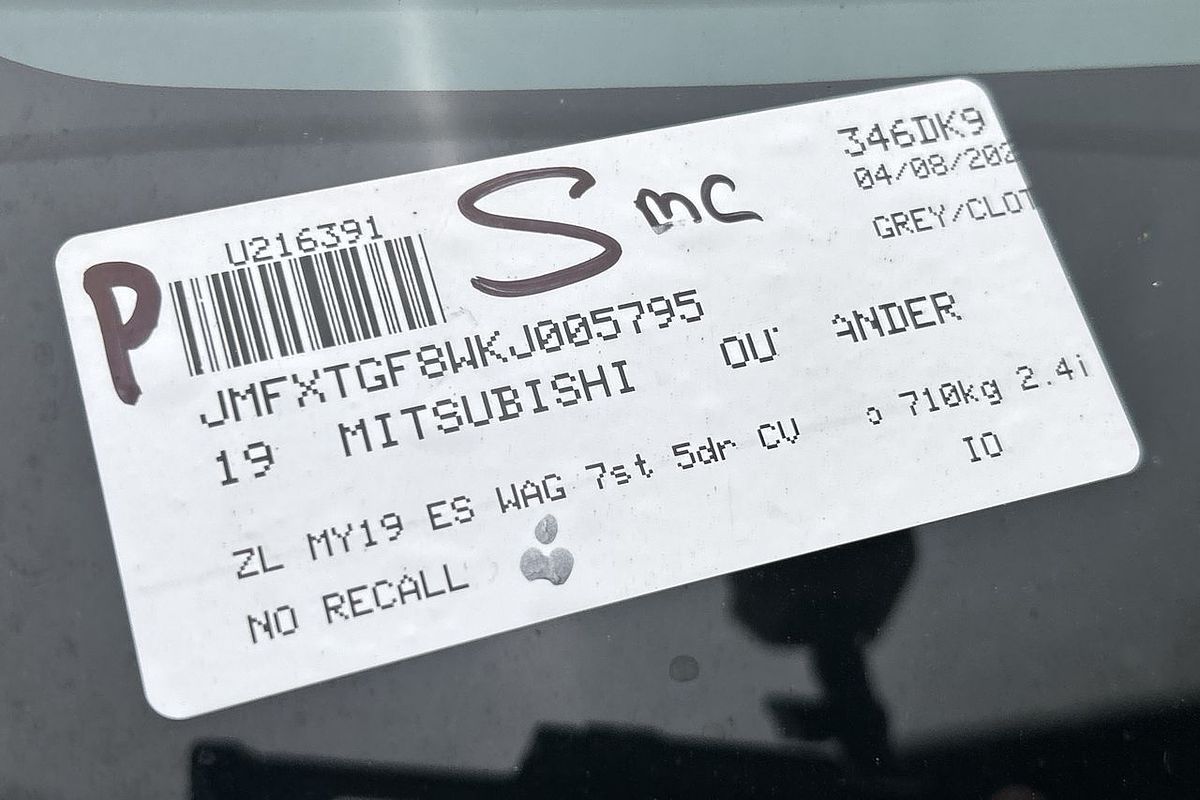 346DK9
U216391
S mc
04/08/202
P
GREY/CLOT
JMFXTGF8WKJ005795
19 MITSUBISHI OU ANDER
ZL MY19 ES WAG 7st 5dr CV 710kg 2.4i
NO RECALL IO